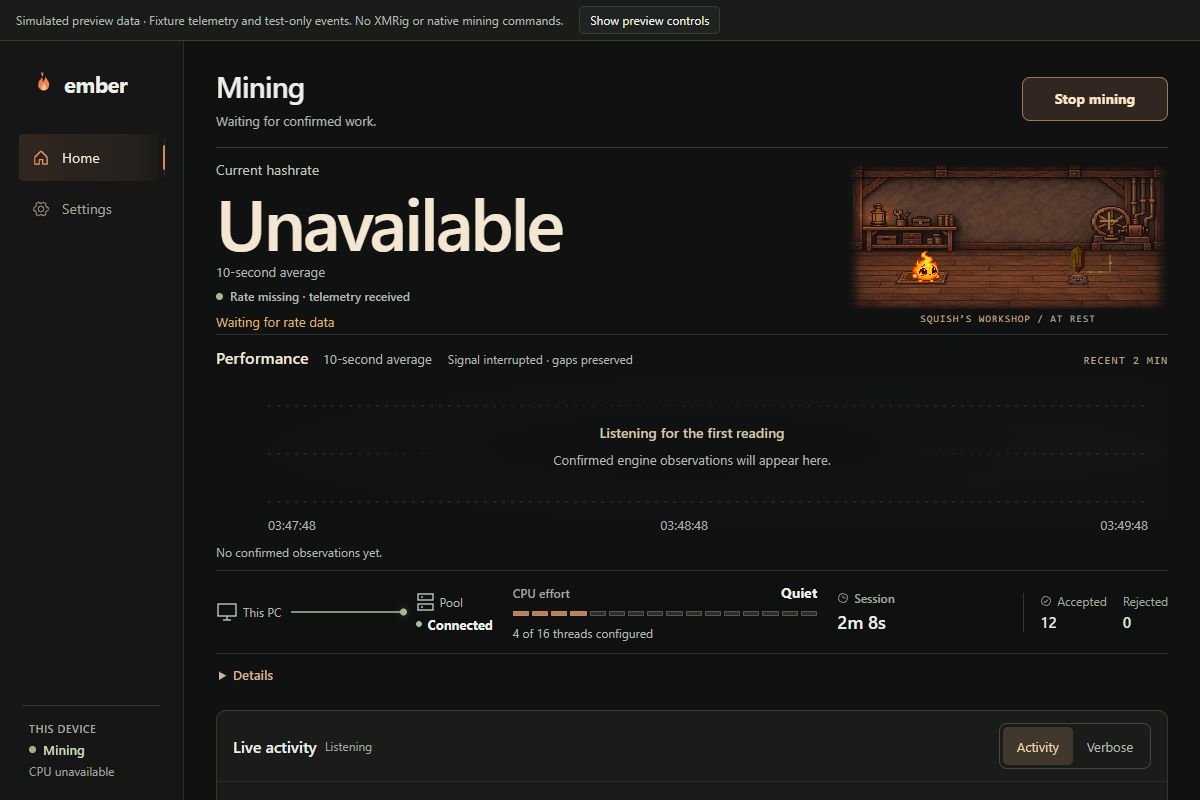 Simulated preview data · Fixture telemetry and test-only events. No XMRig or native mining commands.
Show preview controls
ember
Home
Settings
THIS DEVICE
Mining
CPU unavailable
Mining
Waiting for confirmed work.
Stop mining
Current hashrate
Unavailable
10-second average
Rate missing · telemetry received
Waiting for rate data
SQUISH'S WORKSHOP / AT REST
Performance 10-second average Signal interrupted · gaps preserved RECENT 2 MIN
Listening for the first reading
Confirmed engine observations will appear here.
03:47:48 03:48:48 03:49:48
No confirmed observations yet.
This PC
Pool
Connected
CPU effort Quiet
4 of 16 threads configured
Session
2m 8s
Accepted
12
Rejected
0
Details
Live activity Listening
Activity Verbose